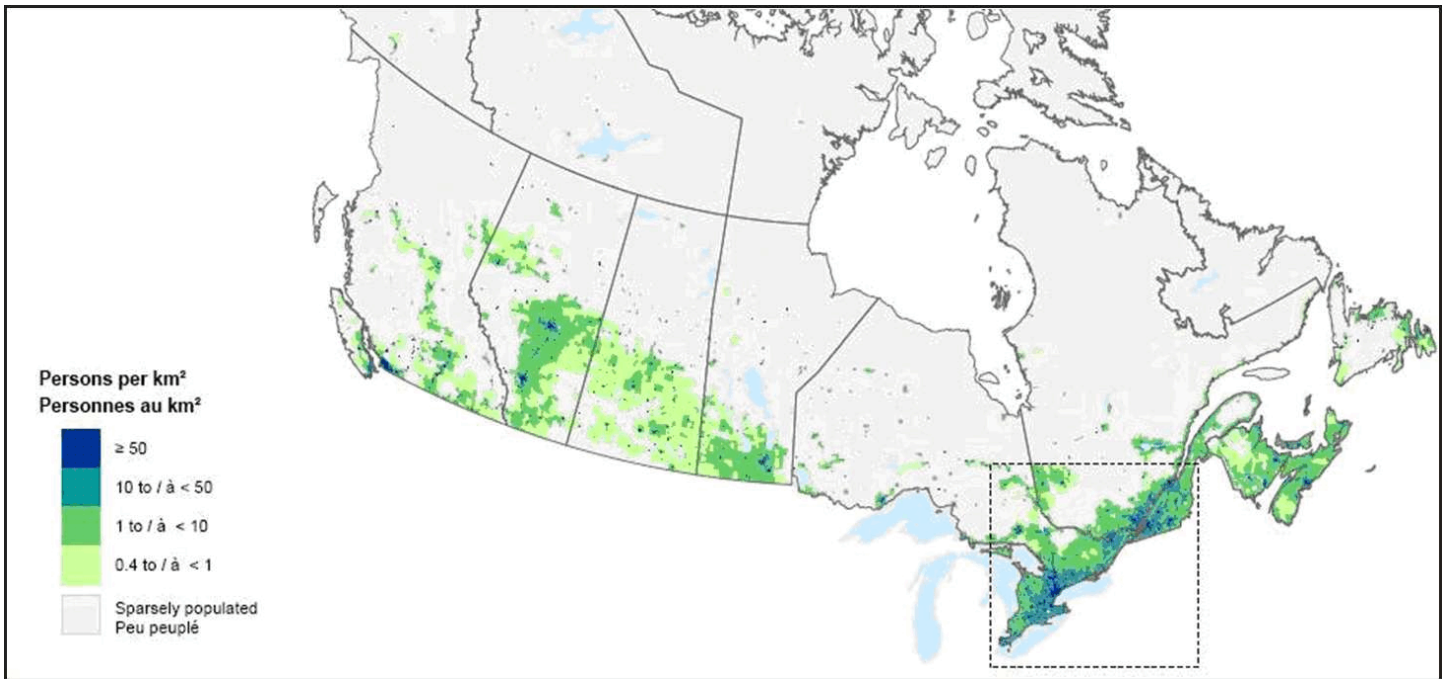 Persons per km²
Personnes au km²
≥ 50
10 to / à < 50
1 to / à < 10
0.4 to / à < 1
Sparsely populated
Peu peuplé